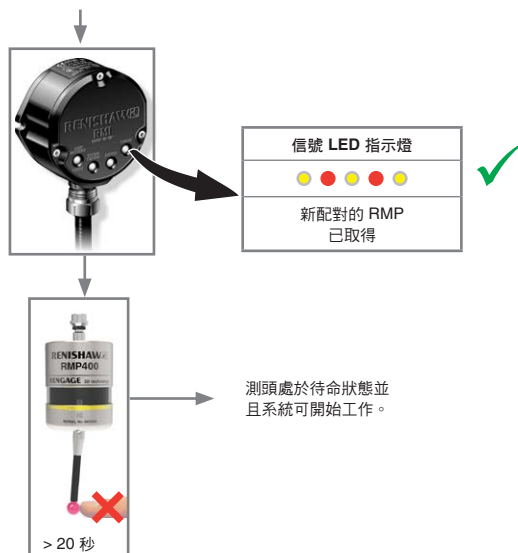 RENISHAW
RMI
信號 LED 指示燈
新配對的 RMP
已取得
RENISHAW
RMP400
RENGAGE
測頭處於待命狀態並
且系統可開始工作。
> 20 秒